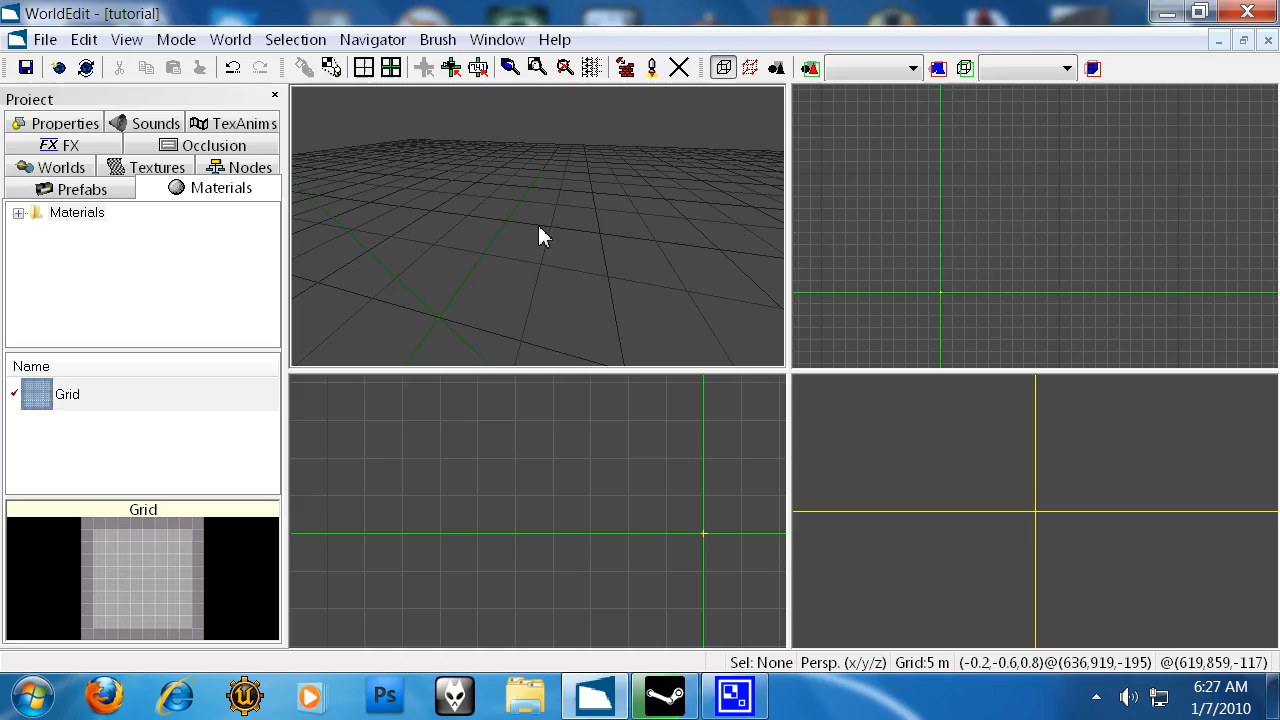 WorldEdit - [tutorial]
File Edit View Mode World Selection Navigator Brush Window Help
Project
Properties Sounds TexAnims
FX FX Occlusion
Worlds Textures Nodes
Prefabs Materials
Materials
Name
Grid
Grid
Sel: None Persp. (x/y/z) Grid:5 m (-0.2,-0.6,0.8)@(636,919,-195) @(619,859,-117)
Ps
6:27 AM
1/7/2010